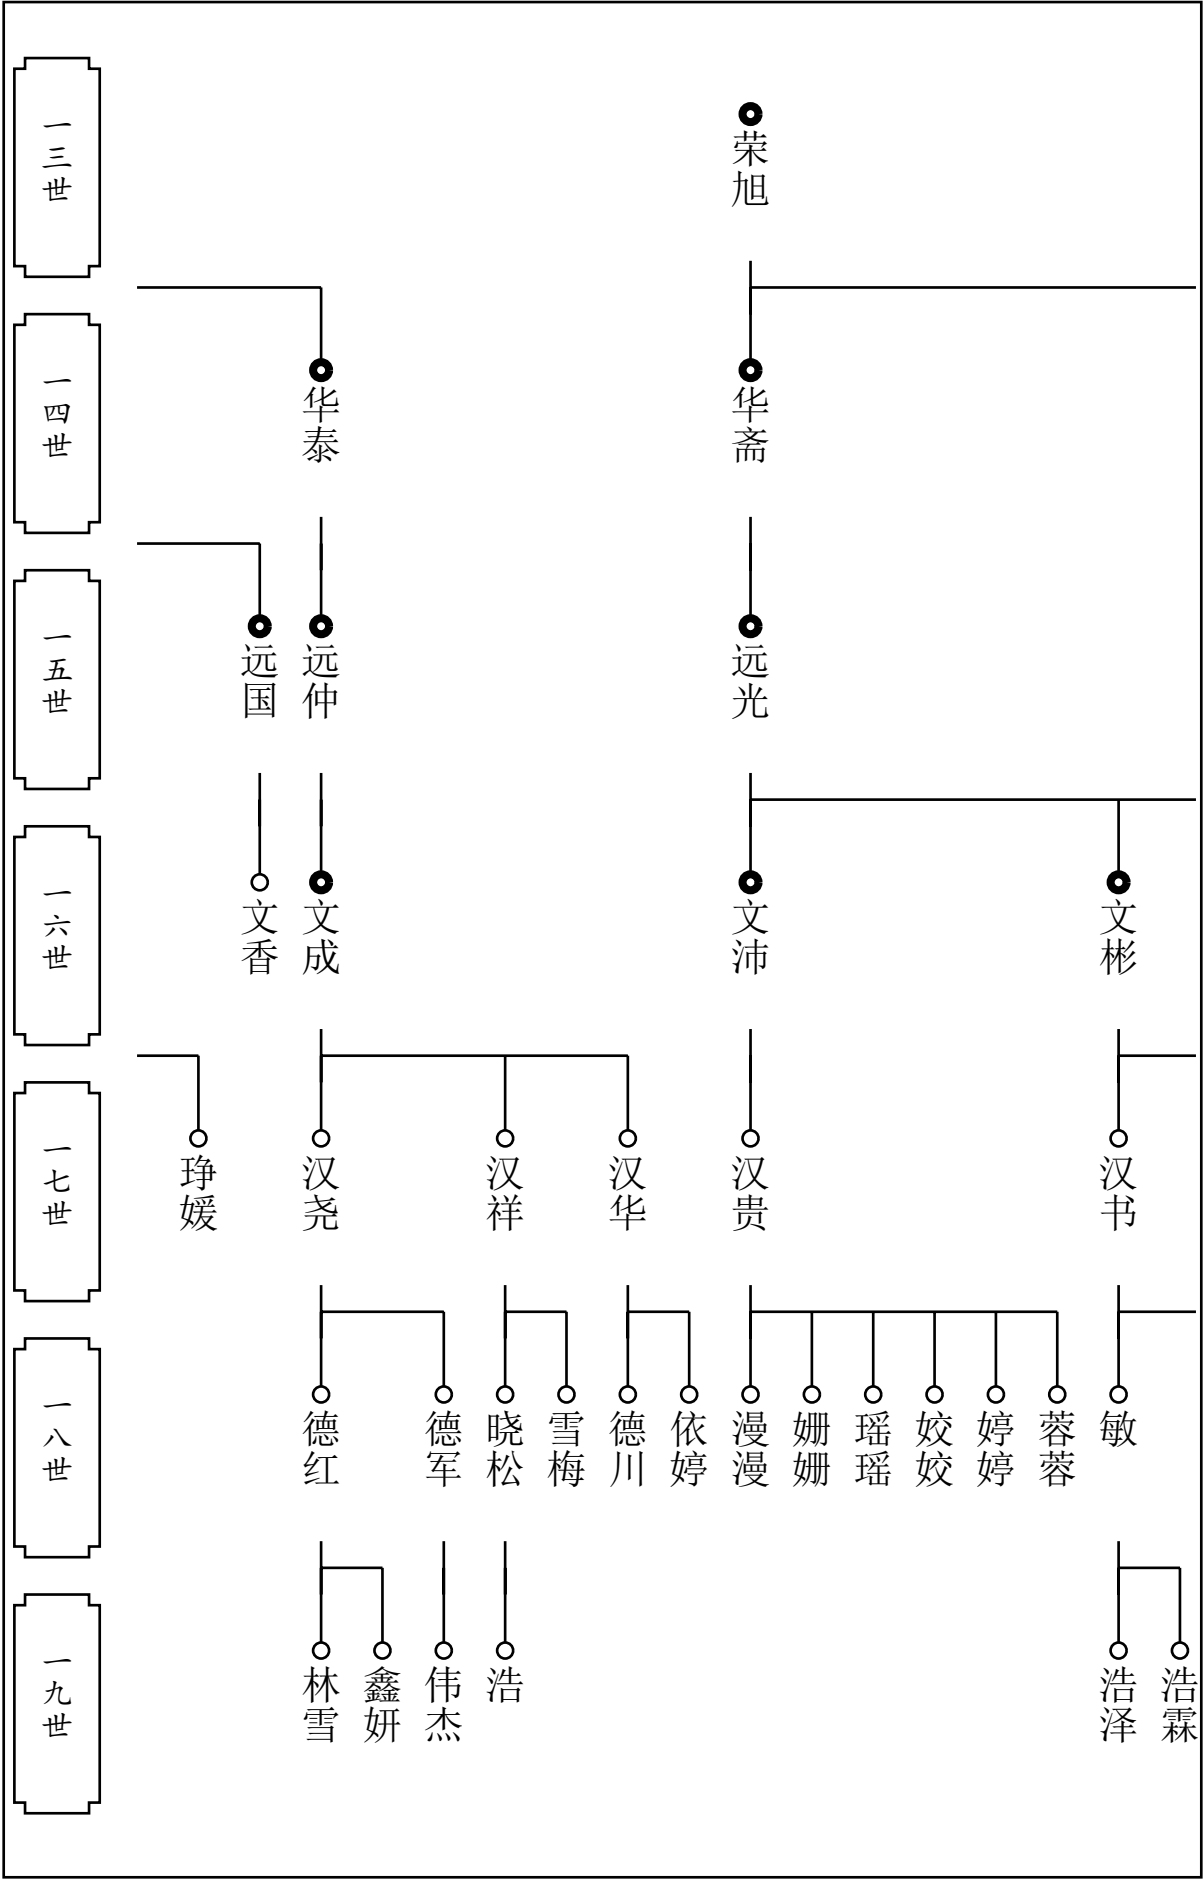 一三世
荣旭
一四世
华泰
华斋
一五世
远国
远仲
远光
一六世
文香
文成
文沛
文彬
一七世
琤媛
汉尧
汉祥
汉华
汉贵
汉书
一八世
德红
德军
晓松
雪梅
德川
依婷
漫漫
姗姗
瑶瑶
姣姣
婷婷
蓉蓉
敏
一九世
林雪
鑫妍
伟杰
浩
浩泽
浩霖